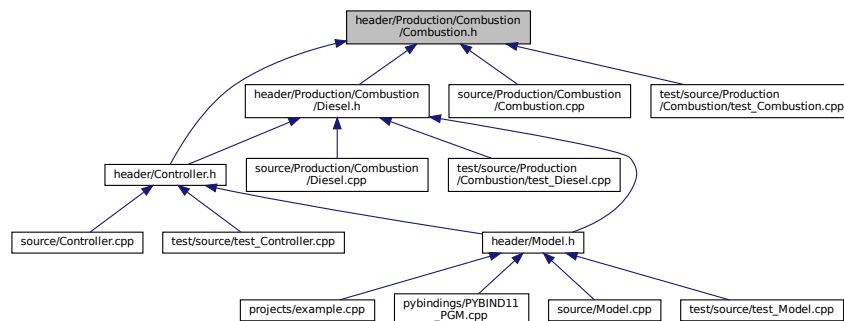 header/Production/Combustion
/Combustion.h
header/Production/Combustion
/Diesel.h
source/Production/Combustion
/Combustion.cpp
test/source/Production
/Combustion/test_Combustion.cpp
header/Controller.h
source/Production/Combustion
/Diesel.cpp
test/source/Production
/Combustion/test_Diesel.cpp
source/Controller.cpp
test/source/test_Controller.cpp
header/Model.h
projects/example.cpp
pybindings/PYBIND11
_PGM.cpp
source/Model.cpp
test/source/test_Model.cpp